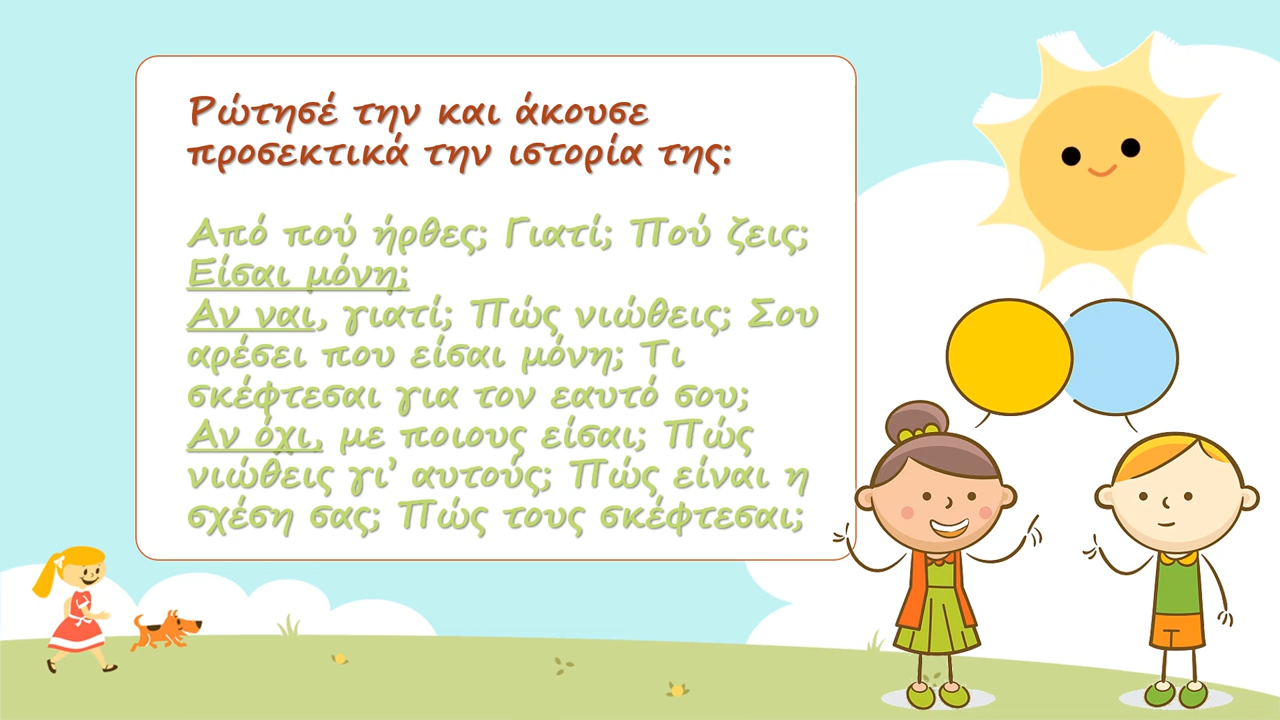 Ρώτησέ την και άκουσε
προσεκτικά την ιστορία της:
Από πού ήρθες; Γιατί; Πού ζεις;
Είσαι μόνη;
Αν ναι, γιατί; Πώς νιώθεις; Σου
αρέσει που είσαι μόνη; Τι
σκέφτεσαι για τον εαυτό σου;
Αν όχι, με ποιους είσαι; Πώς
νιώθεις γι' αυτούς; Πώς είναι η
σχέση σας; Πώς τους σκέφτεσαι;